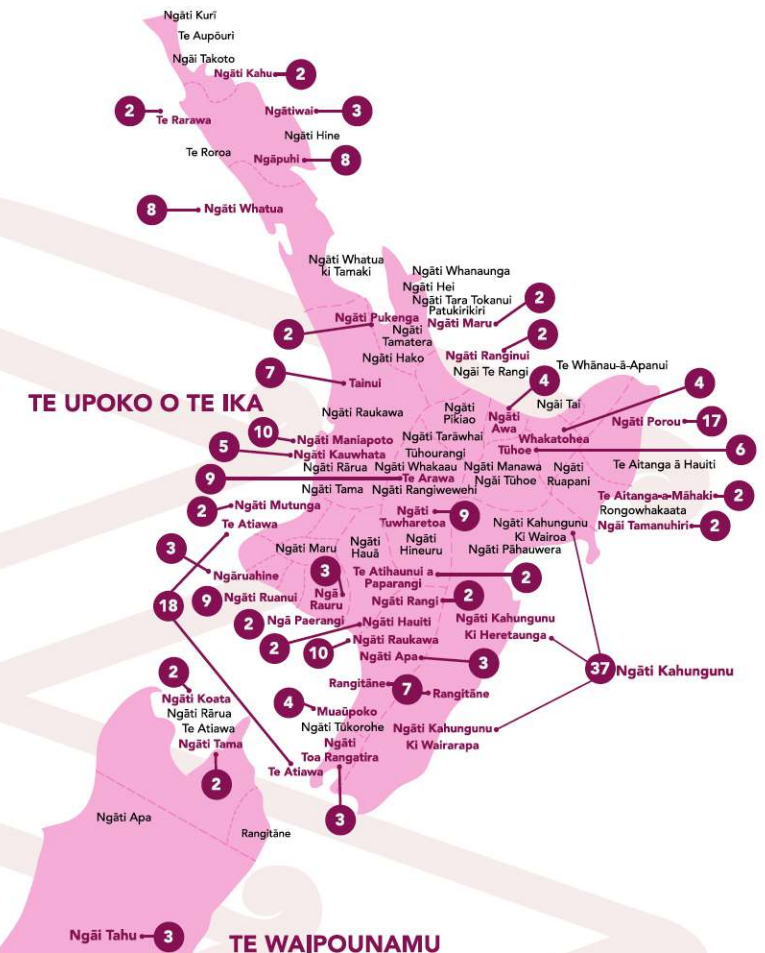 Ngāti Kurī
Te Aupōuri
Ngāi Takoto
Ngāti Kahu 2
2 Te Rarawa
Ngātiwai 3
Ngāti Hine
Te Roroa
Ngāpuhi 8
8 Ngāti Whatua
Ngāti Whatua
ki Tamaki
Ngāti Whanaunga
Ngāti Hei
Ngāti Tara Tokanui
Patukirikiri
Ngāti Maru 2
2 Ngāti Pukenga
Ngāti
Tamatera
Ngāti Hako
Ngāti Ranginui 2
Ngāi Te Rangi
Te Whānau-ā-Apanui
7 Tainui
TE UPOKO O TE IKA
Ngāti Raukawa
Ngāti
Pikiao
Ngāti
Awa
4
Ngāi Tai
Whakatohea
4
Ngāti Porou 17
10 Ngāti Maniapoto
Ngāti Tarāwhai
Tūhoe 6
5 Ngāti Kauwhata
Tūhourangi
Ngāti Rārua
Ngāti Whakaau
Ngāti Manawa
Ngāti
Ruapani
Te Aitanga ā Hauiti
9 Te Arawa
Ngāi Tūhoe
Ngāti Tama
Ngāti Rangiwewehi
Te Aitanga-a-Māhaki 2
Rongowhakaata
Ngāi Tamanuhiri 2
2 Ngāti Mutunga
Te Atiawa
Ngāti
Tuwharetoa
9
Ngāti Kahungunu
Ki Wairoa
Ngāti Pāhauwera
Ngāti Maru
Ngāti
Hauā
Ngāti
Hineuru
3 Ngāruahine
3
Ngā
Rauru
Te Atihaunui a
Paparangi
2
9 Ngāti Ruanui
18
Ngāti Rangi 2
2 Ngā Paerangi
2 Ngāti Hauiti
Ngāti Kahungunu
Ki Heretaunga
10 Ngāti Raukawa
Ngāti Apa 3
37 Ngāti Kahungunu
Rangitāne 7 Rangitāne
2
Ngāti Koata
Ngāti Rārua
Te Atiawa
Ngāti Tama
2
4 Muaūpoko
Ngāti Tūkorohe
Ngāti
Toa Rangatira
3
Te Atiawa
Ngāti Kahungunu
Ki Wairarapa
Ngāti Apa
Rangitāne
Ngāi Tahu 3
TE WAIPOUNAMU